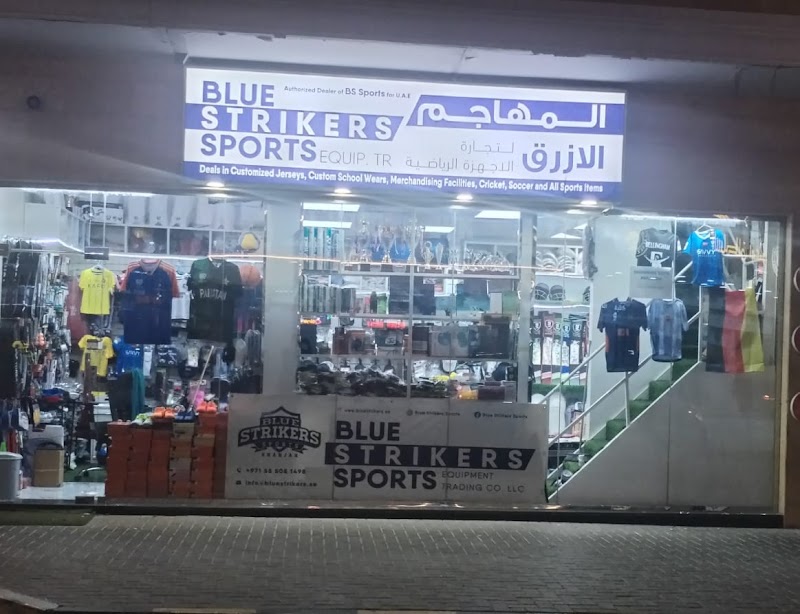 Authorized Dealer of BS Sports for U.A.E
BLUE
STRIKERS
SPORTS EQUIP. TR.
المهاجم
الازرق
لتجارة
الاجهزة الرياضية
Deals in Customized Jerseys, Custom School Wears, Merchandising Facilities, Cricket, Soccer and All Sports Items
PAKISTAN
BELLINGHAM
BLUE
STRIKERS
SPORTS
BLUE
STRIKERS
SPORTS EQUIPMENT
TRADING CO. LLC